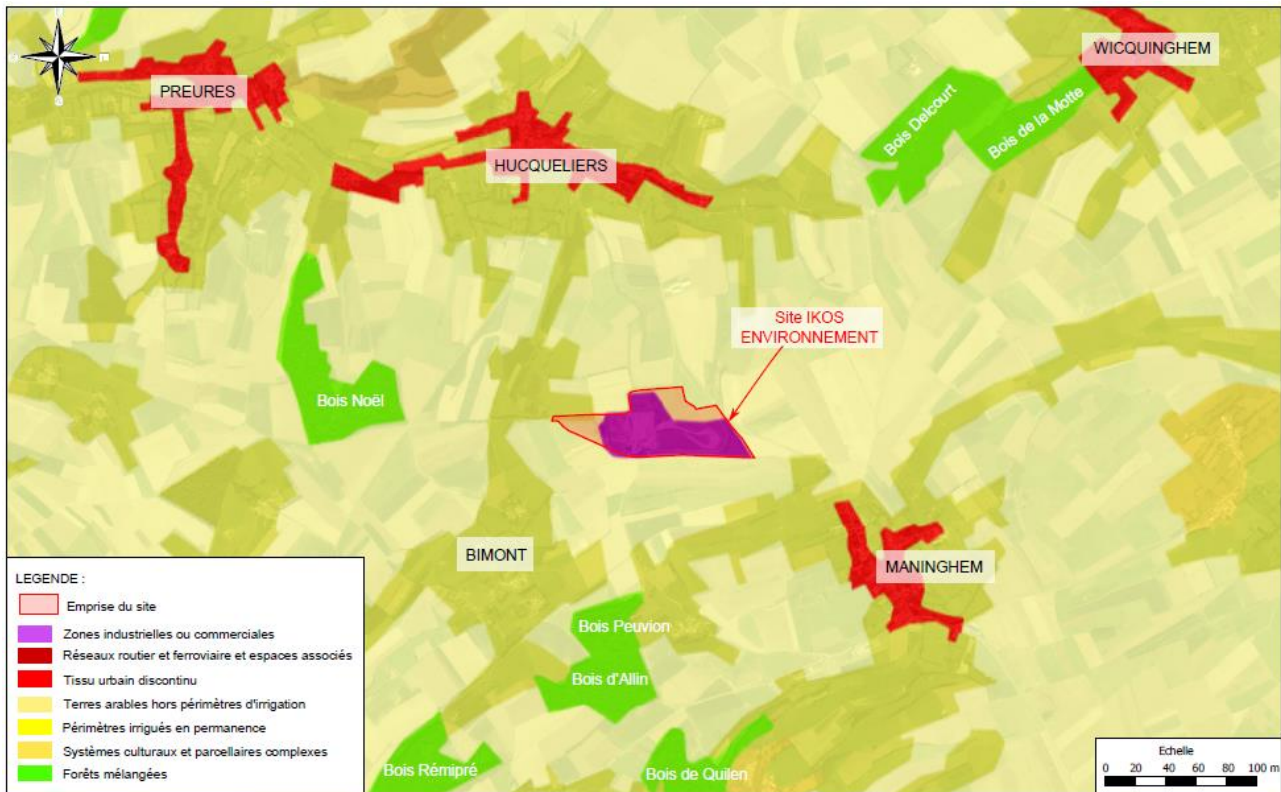 PREURES
WICQUINGHEM
HUCQUELIERS
Bois Delcourt
Bois de la Motte
Site IKOS
ENVIRONNEMENT
Bois Noël
BIMONT
MANINGHEM
Bois Peuvion
Bois d'Allin
Bois Rémipré
Bois de Quilen
LEGENDE :
Emprise du site
Zones industrielles ou commerciales
Réseaux routier et ferroviaire et espaces associés
Tissu urbain discontinu
Terres arables hors périmètres d'irrigation
Périmètres irrigués en permanence
Systèmes culturaux et parcellaires complexes
Forêts mélangées
Echelle
0 20 40 60 80 100 m